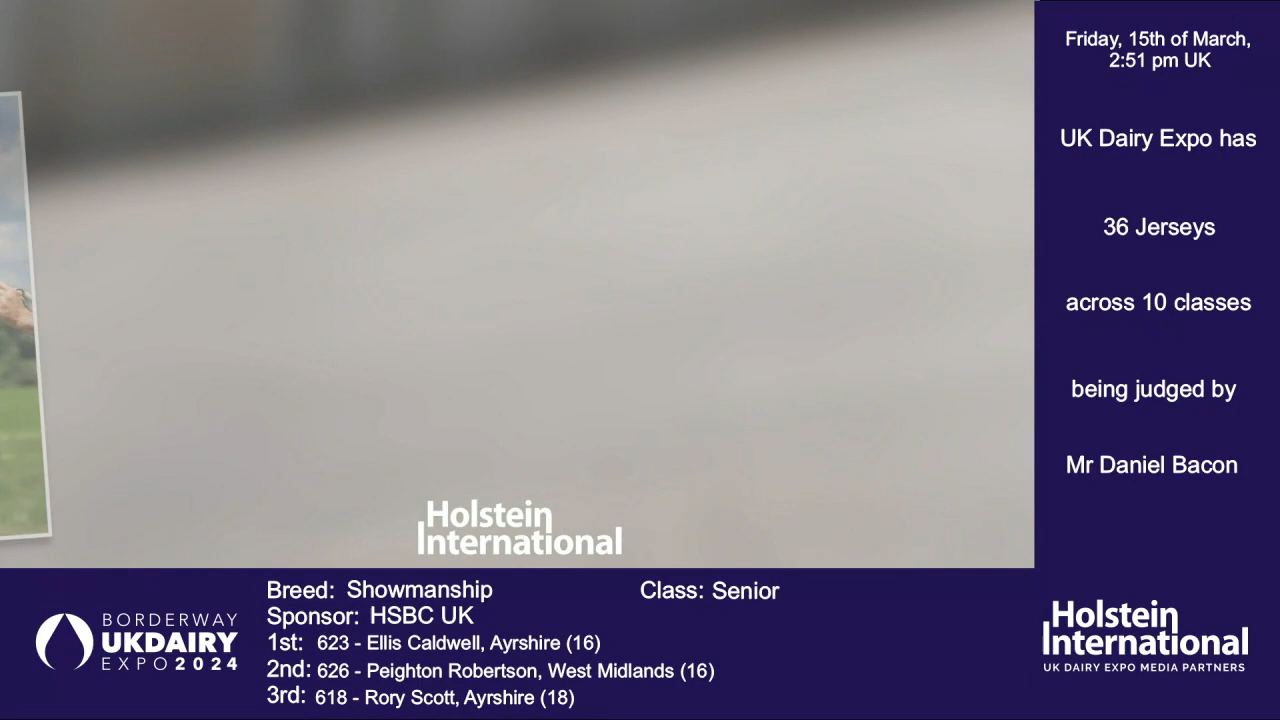 Friday, 15th of March,
2:51 pm UK
UK Dairy Expo has
36 Jerseys
across 10 classes
being judged by
Mr Daniel Bacon
Holstein
International
Breed: Showmanship Class: Senior
Sponsor: HSBC UK
1st: 623 - Ellis Caldwell, Ayrshire (16)
2nd: 626 - Peighton Robertson, West Midlands (16)
3rd: 618 - Rory Scott, Ayrshire (18)
BORDERWAY
UKDAIRY
EXPO2024
Holstein
International
UK DAIRY EXPO MEDIA PARTNERS